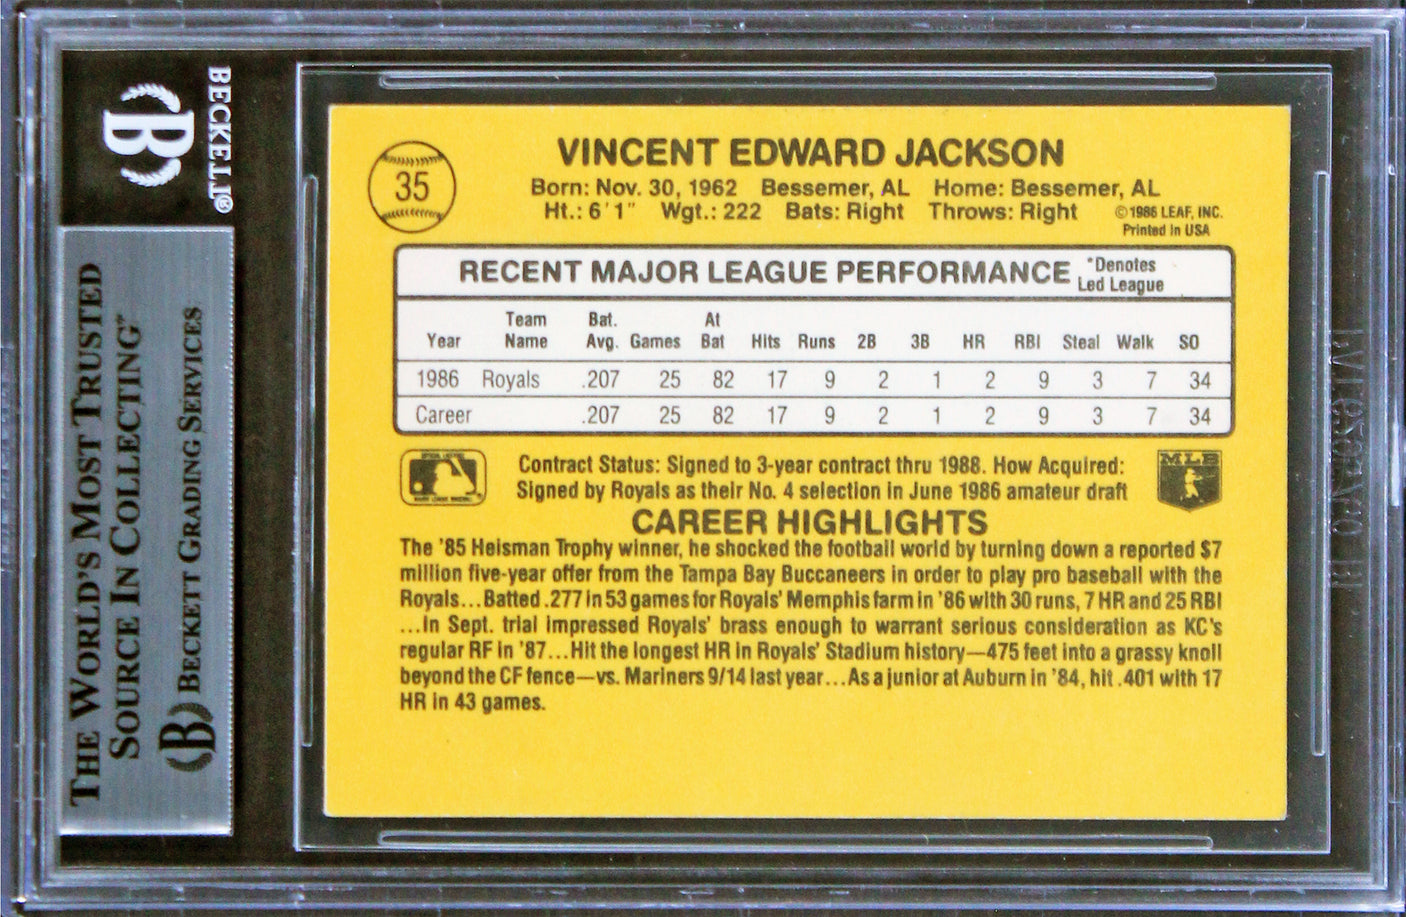 BECKETT®
B
THE WORLD'S MOST TRUSTED
SOURCE IN COLLECTING™
B BECKETT GRADING SERVICES
35
VINCENT EDWARD JACKSON
Born: Nov. 30, 1962 Bessemer, AL Home: Bessemer, AL
Ht.: 6'1" Wgt.: 222 Bats: Right Throws: Right
©1986 LEAF, INC.
Printed in USA
RECENT MAJOR LEAGUE PERFORMANCE *Denotes
Led League
Year Team Name Bat. Avg. Games At Bat Hits Runs 2B 3B HR RBI Steal Walk SO
1986 Royals .207 25 82 17 9 2 1 2 9 3 7 34
Career .207 25 82 17 9 2 1 2 9 3 7 34
Contract Status: Signed to 3-year contract thru 1988. How Acquired:
Signed by Royals as their No. 4 selection in June 1986 amateur draft
MLB
CAREER HIGHLIGHTS
The '85 Heisman Trophy winner, he shocked the football world by turning down a reported $7
million five-year offer from the Tampa Bay Buccaneers in order to play pro baseball with the
Royals...Batted .277 in 53 games for Royals' Memphis farm in '86 with 30 runs, 7 HR and 25 RBI
...In Sept. trial impressed Royals' brass enough to warrant serious consideration as KC's
regular RF in '87...Hit the longest HR in Royals' Stadium history—475 feet into a grassy knoll
beyond the CF fence—vs. Mariners 9/14 last year...As a junior at Auburn in '84, hit .401 with 17
HR in 43 games.